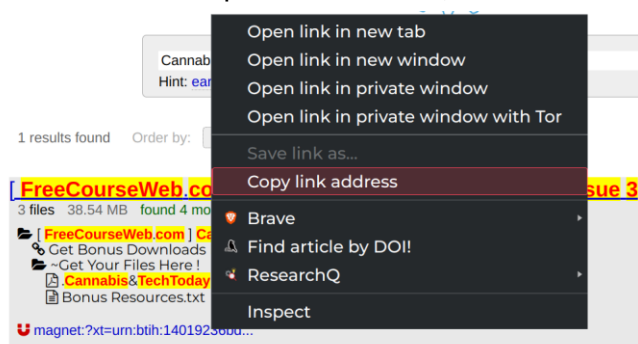 Open link in new tab
Open link in new window
Open link in private window
Open link in private window with Tor
Save link as...
Copy link address
Brave
Find article by DOI!
ResearchQ
Inspect
Cannab
Hint: ear
1 results found Order by:
[ FreeCourseWeb.co sue 3
3 files 38.54 MB found 4 mo
[ FreeCourseWeb.com ] Ca
Get Bonus Downloads
~Get Your Files Here !
.Cannabis&TechToday
Bonus Resources.txt
magnet:?xt=urn:btih:14019236bd...